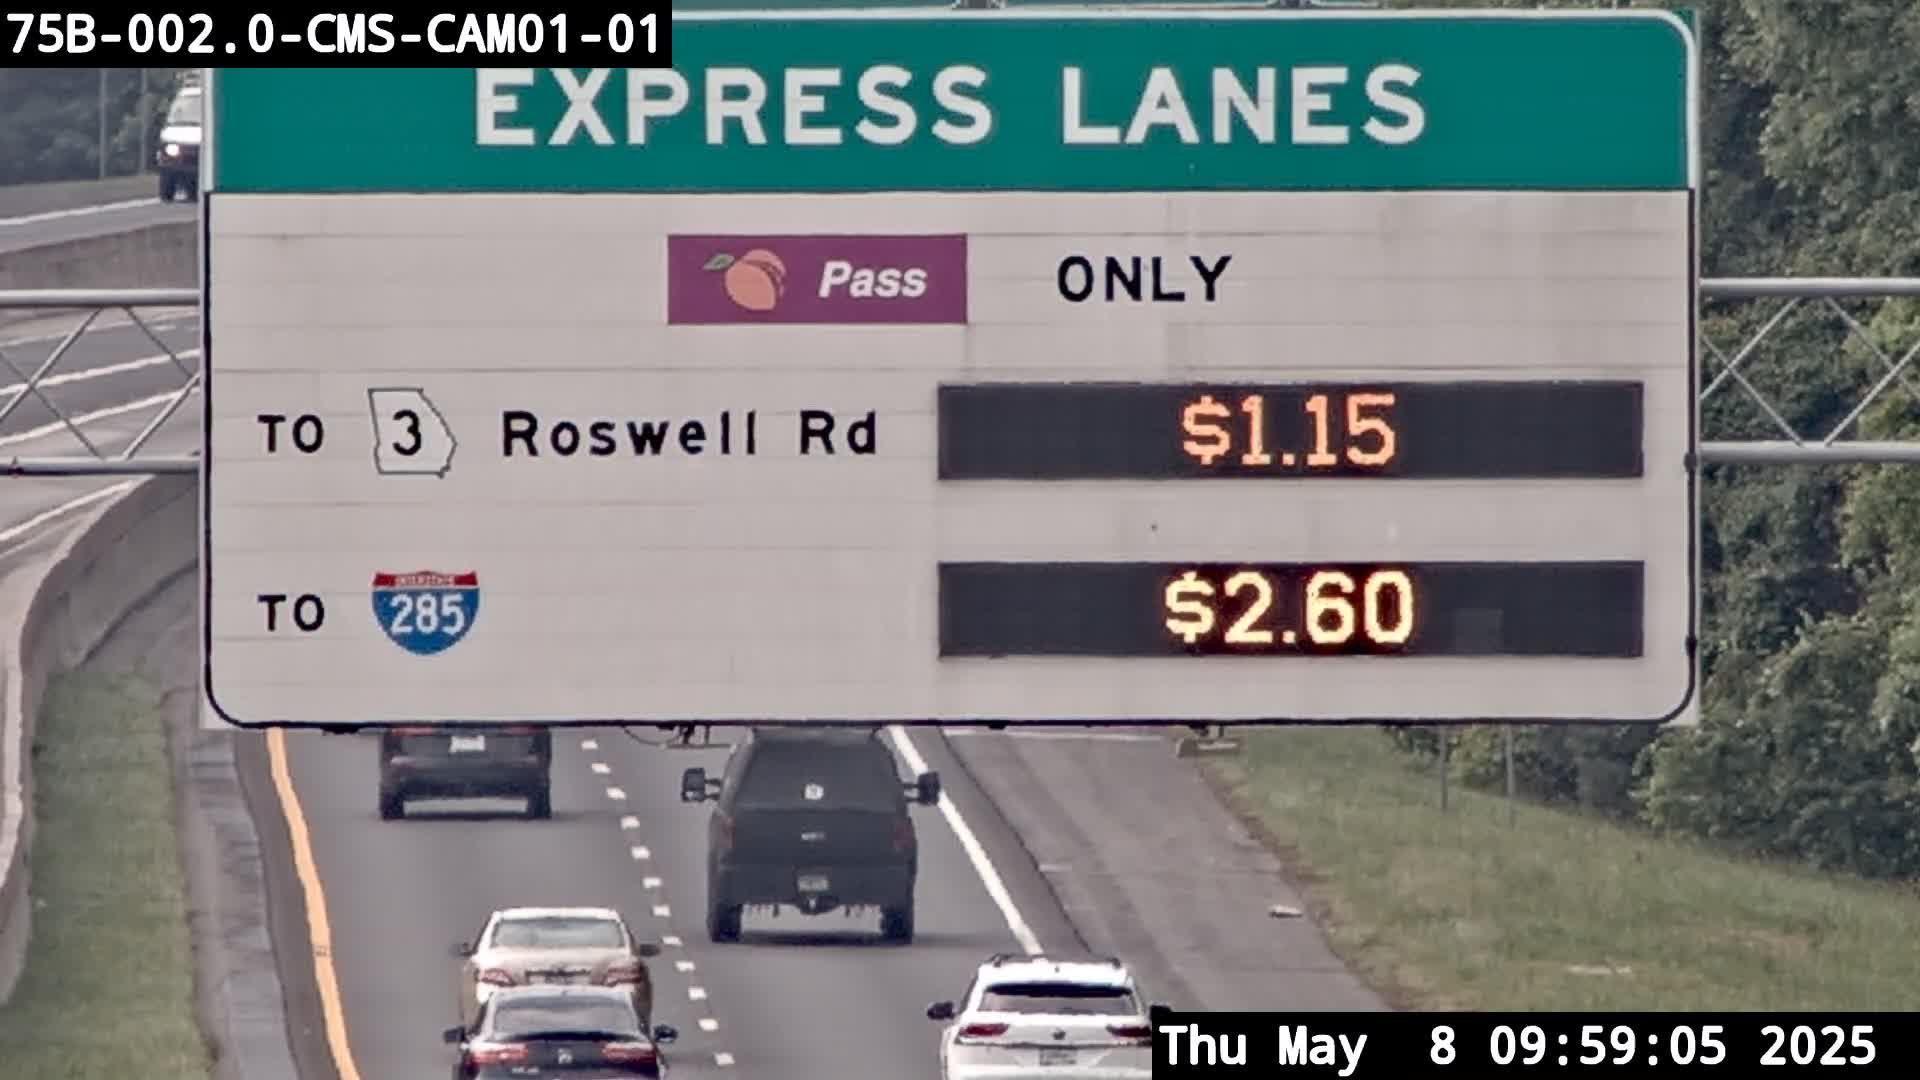 75B-002.0-CMS-CAM01-01
EXPRESS LANES
Pass ONLY
TO 3 Roswell Rd $1.15
TO INTERSTATE 285 $2.60
Thu May 8 09:59:05 2025